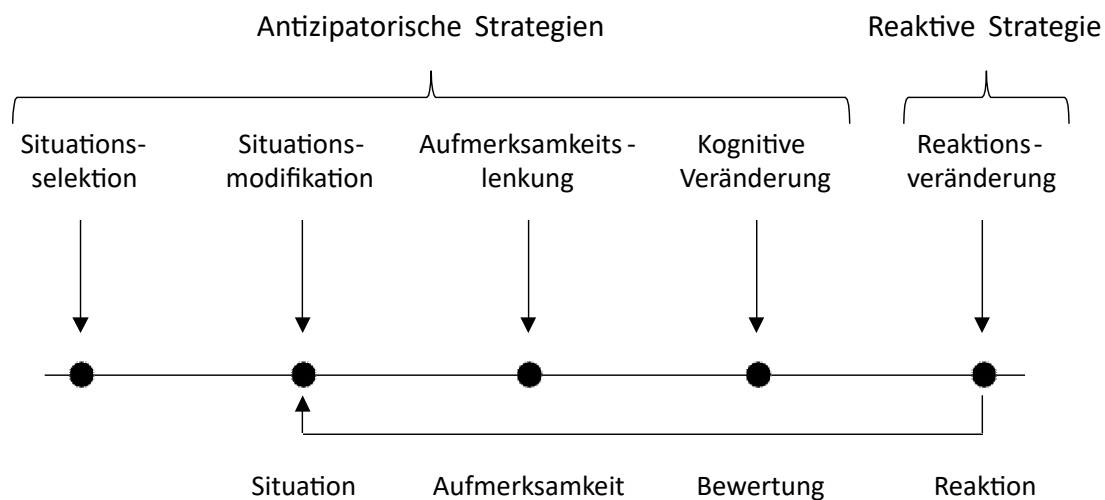 Antizipatorische Strategien
Reaktive Strategie
Situations-
selektion
Situations-
modifikation
Aufmerksamkeits-
lenkung
Kognitive
Veränderung
Reaktions-
veränderung
Situation
Aufmerksamkeit
Bewertung
Reaktion